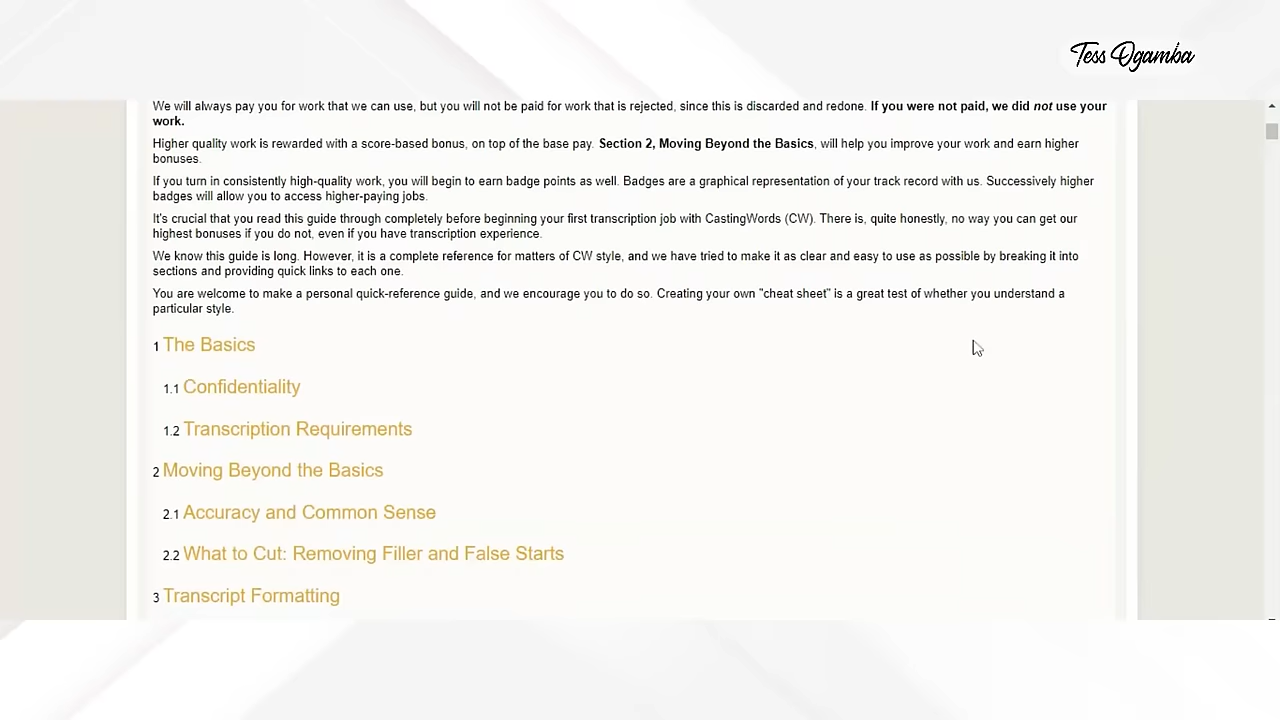 Tess Ogamba
We will always pay you for work that we can use, but you will not be paid for work that is rejected, since this is discarded and redone. If you were not paid, we did not use your
work.
Higher quality work is rewarded with a score-based bonus, on top of the base pay. Section 2, Moving Beyond the Basics, will help you improve your work and earn higher
bonuses.
If you turn in consistently high-quality work, you will begin to earn badge points as well. Badges are a graphical representation of your track record with us. Successively higher
badges will allow you to access higher-paying jobs.
It's crucial that you read this guide through completely before beginning your first transcription job with CastingWords (CW). There is, quite honestly, no way you can get our
highest bonuses if you do not, even if you have transcription experience.
We know this guide is long. However, it is a complete reference for matters of CW style, and we have tried to make it as clear and easy to use as possible by breaking it into
sections and providing quick links to each one.
You are welcome to make a personal quick-reference guide, and we encourage you to do so. Creating your own "cheat sheet" is a great test of whether you understand a
particular style.
1 The Basics
1.1 Confidentiality
1.2 Transcription Requirements
2 Moving Beyond the Basics
2.1 Accuracy and Common Sense
2.2 What to Cut: Removing Filler and False Starts
3 Transcript Formatting